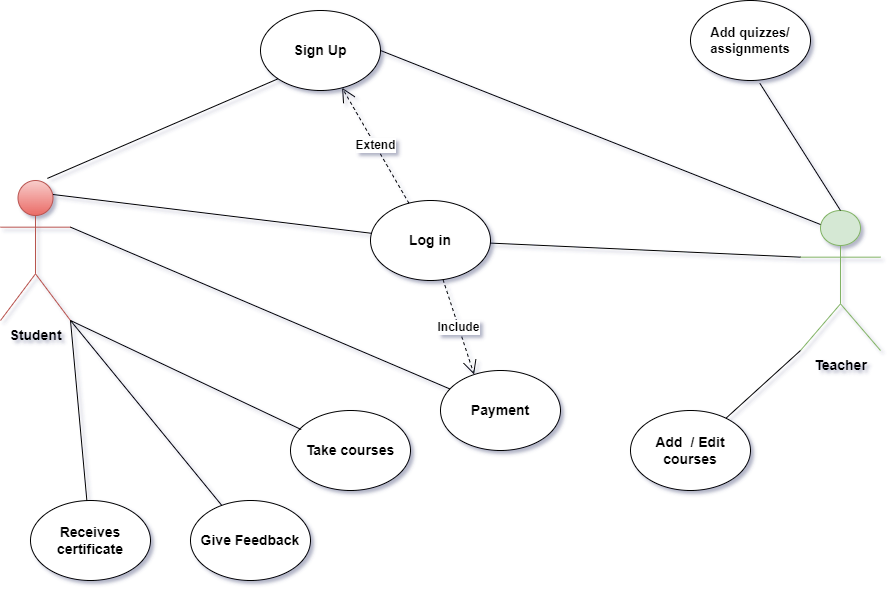 Sign Up
Add quizzes/
assignments
Extend
Log in
Include
Student
Teacher
Payment
Take courses
Add / Edit
courses
Receives
certificate
Give Feedback